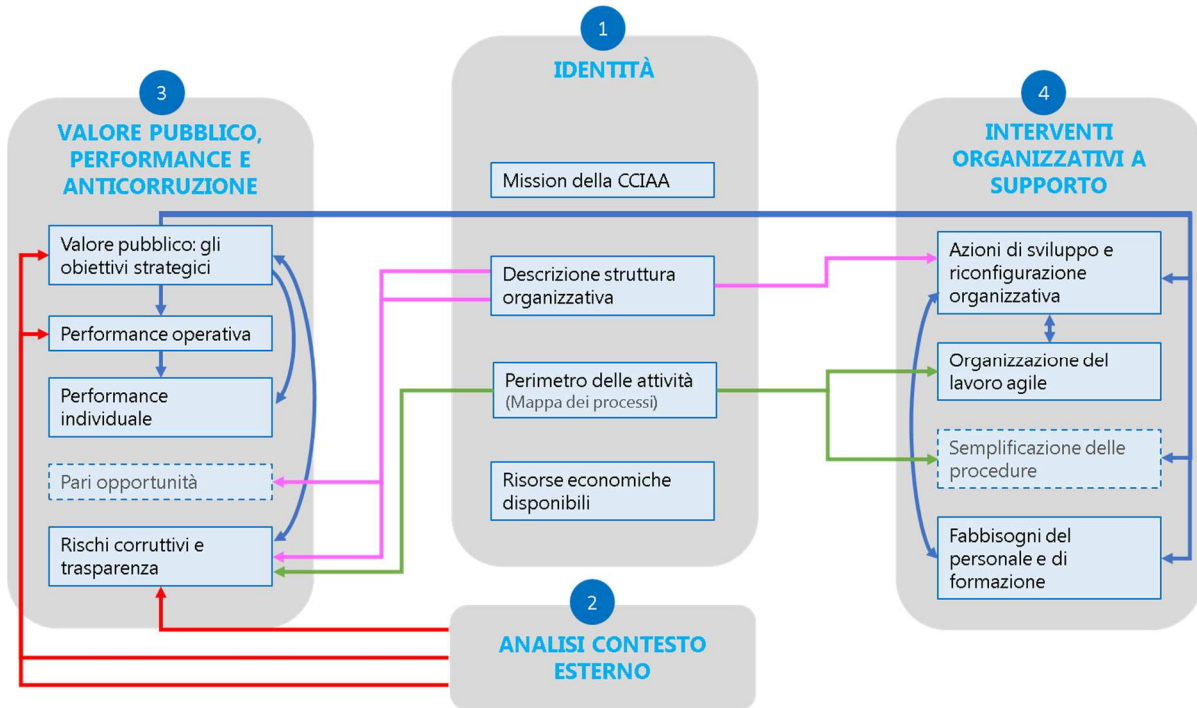 1
IDENTITÀ
Mission della CCIAA
Descrizione struttura
organizzativa
Perimetro delle attività
(Mappa dei processi)
Risorse economiche
disponibili
2
ANALISI CONTESTO
ESTERNO
3
VALORE PUBBLICO,
PERFORMANCE E
ANTICORRUZIONE
Valore pubblico: gli
obiettivi strategici
Performance operativa
Performance
individuale
Pari opportunità
Rischi corruttivi e
trasparenza
4
INTERVENTI
ORGANIZZATIVI A
SUPPORTO
Azioni di sviluppo e
riconfigurazione
organizzativa
Organizzazione del
lavoro agile
Semplificazione delle
procedure
Fabbisogni del
personale e di
formazione